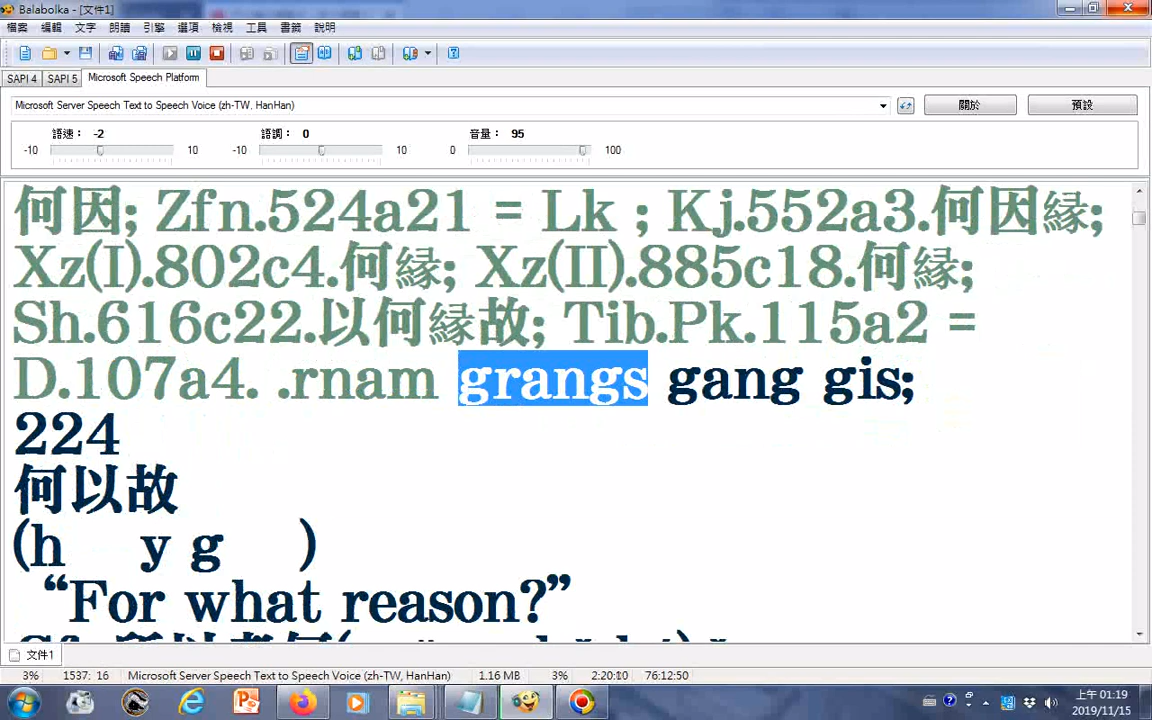 Balabolka - [文件1]
檔案 編輯 文字 朗讀 引擎 選項 檢視 工具 書籤 說明
SAPI 4 SAPI 5 Microsoft Speech Platform
Microsoft Server Speech Text to Speech Voice (zh-TW, HanHan) 關於 預設
語速： -2 語調： 0 音量： 95
-10 10 -10 10 0 100
何因; Zfn.524a21 = Lk ; Kj.552a3.何因縁;
Xz(I).802c4.何縁; Xz(II).885c18.何縁;
Sh.616c22.以何縁故; Tib.Pk.115a2 =
D.107a4. .rnam grangs gang gis;
224
何以故
(h y g )
“For what reason?”
文件1
3% 1537: 16 Microsoft Server Speech Text to Speech Voice (zh-TW, HanHan) 1.16 MB 3% 2:20:10 76:12:50
上午 01:19
2019/11/15